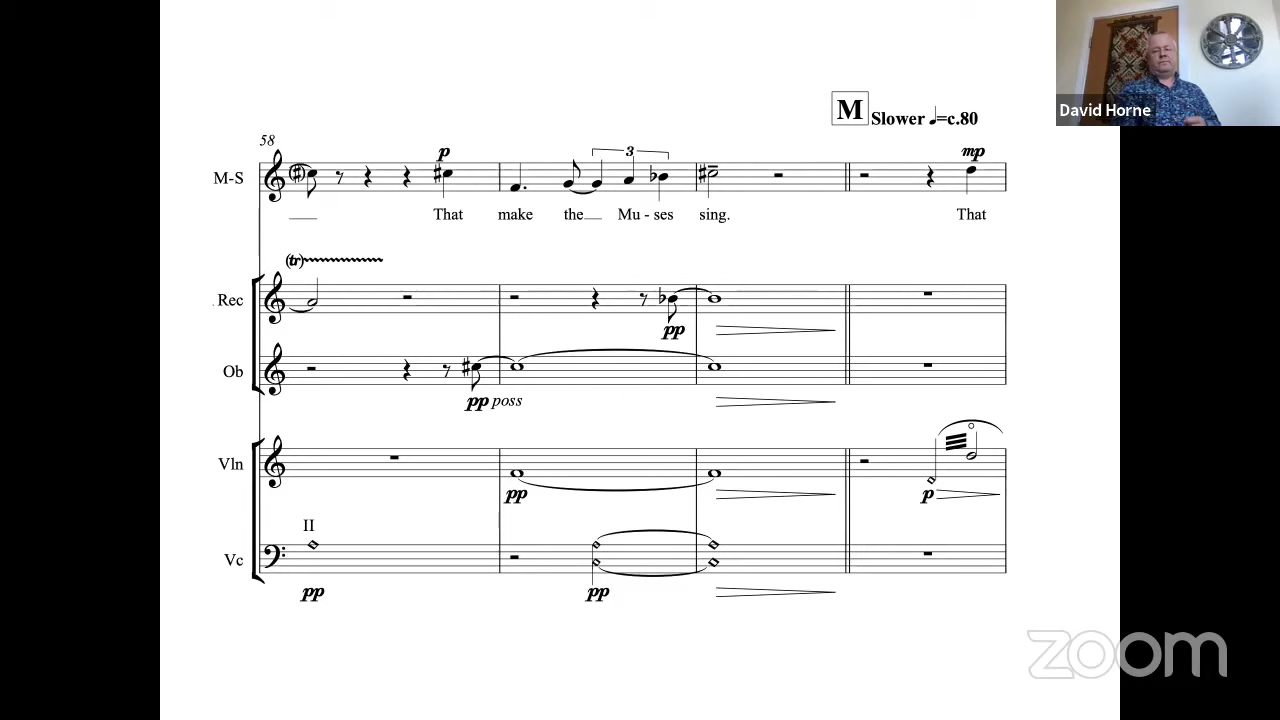 David Horne
M Slower ♩=c.80
58
p
3
mp
M-S
That make the Mu - ses sing. That
(tr)
Rec
pp
Ob
pp poss
Vln
pp
p
II
Vc
pp
pp
zoom